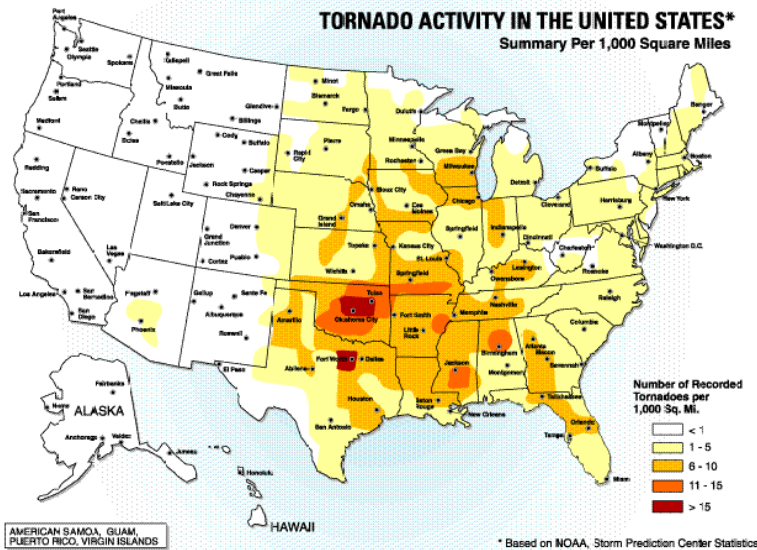 TORNADO ACTIVITY IN THE UNITED STATES*
Summary Per 1,000 Square Miles
Port Angeles
Seattle
Olympia
Spokane
Portland
Salem
Medford
Kalispell
Great Falls
Missoula
Butte
Glendive
Billings
Challis
Boise
Pocatello
Cody
Buffalo
Jackson
Casper
Rock Springs
Cheyenne
Minot
Bismarck
Fargo
Duluth
Pierre
Rapid City
Minneapolis
Rochester
Green Bay
Milwaukee
Bangor
Montpelier
Albany
Boston
Buffalo
Detroit
Redding
Sacramento
San Francisco
Reno
Carson City
Salt Lake City
Sioux City
Omaha
Des Moines
Chicago
Cleveland
Harrisburg
New York
Grand Island
Denver
Grand Junction
Cortez
Pueblo
Topeka
Kansas City
Springfield
Indianapolis
Cincinnati
Charleston
Washington D.C.
Bakersfield
Las Vegas
Wichita
St. Louis
Lexington
Owensboro
Roanoke
Los Angeles
San Bernardino
San Diego
Flagstaff
Phoenix
Gallup
Santa Fe
Albuquerque
Roswell
Amarillo
Tulsa
Oklahoma City
Springfield
Fort Smith
Little Rock
Memphis
Nashville
Raleigh
Columbia
El Paso
Abilene
Fort Worth
Dallas
Jackson
Birmingham
Montgomery
Atlanta
Macon
Savannah
Houston
San Antonio
Baton Rouge
New Orleans
Tallahassee
Orlando
Tampa
Miami
Fairbanks
Nome
ALASKA
Anchorage
Valdez
Juneau
Honolulu
HAWAII
Number of Recorded
Tornadoes per
1,000 Sq. Mi.
< 1
1 - 5
6 - 10
11 - 15
> 15
AMERICAN SAMOA, GUAM,
PUERTO RICO, VIRGIN ISLANDS
* Based on NOAA, Storm Prediction Center Statistics